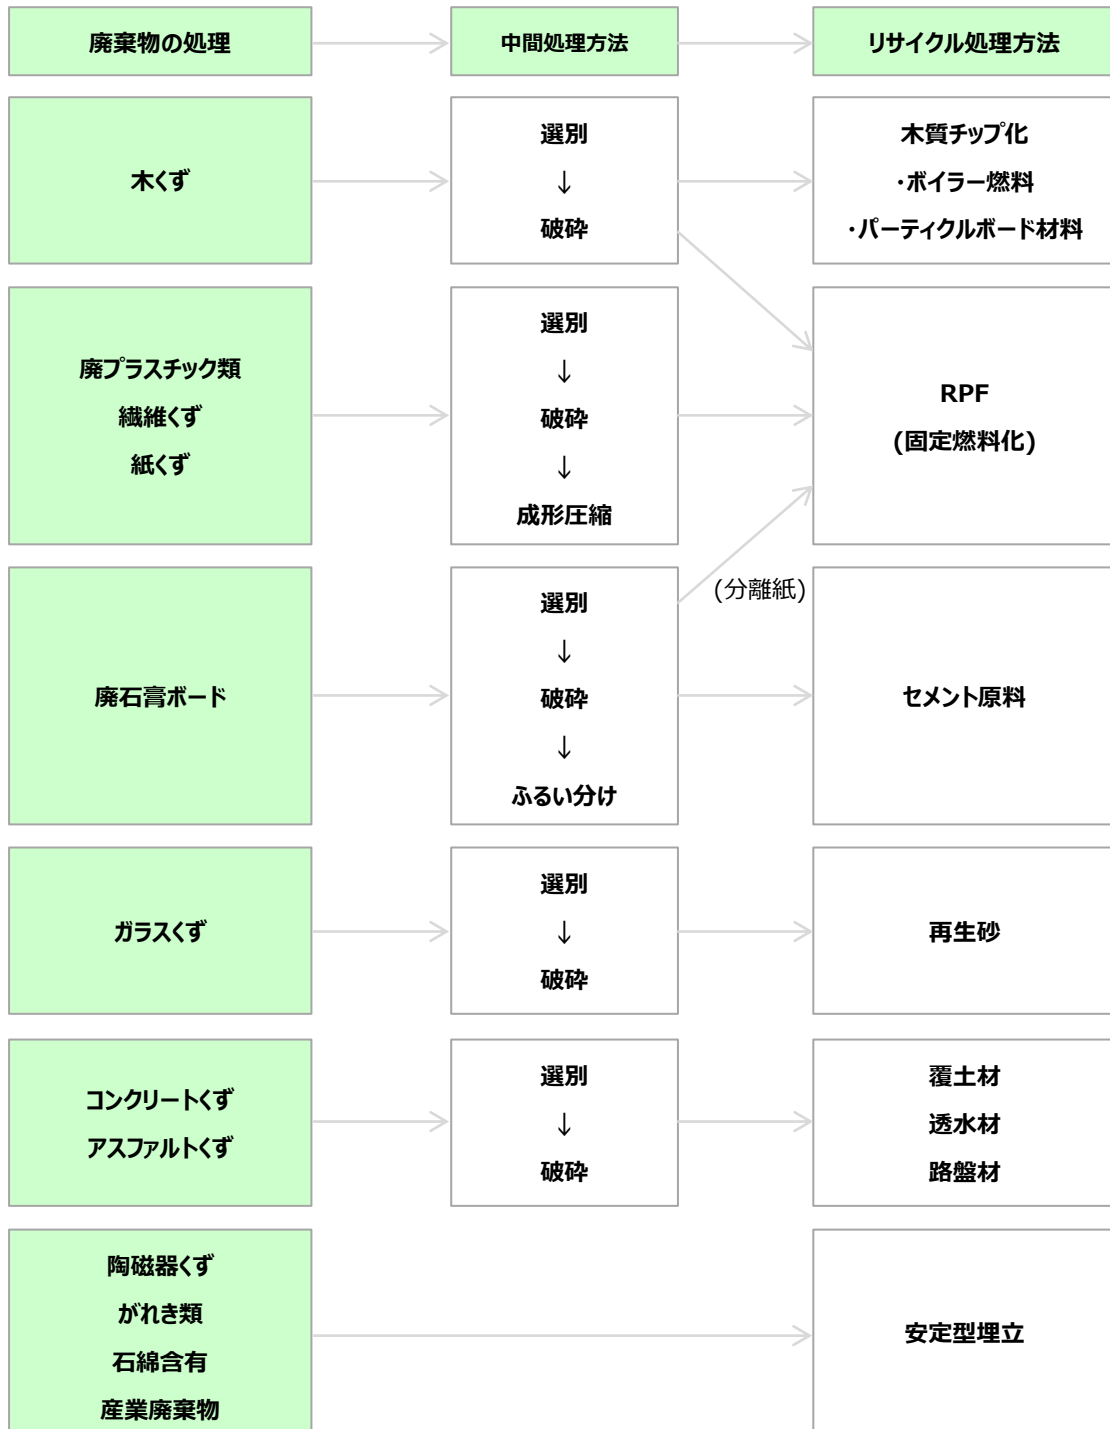 廃棄物の処理
中間処理方法
リサイクル処理方法
木くず
選別
↓
破砕
木質チップ化
・ボイラー燃料
・パーティクルボード材料
廃プラスチック類
繊維くず
紙くず
選別
↓
破砕
↓
成形圧縮
RPF
(固定燃料化)
(分離紙)
廃石膏ボード
選別
↓
破砕
↓
ふるい分け
セメント原料
ガラスくず
選別
↓
破砕
再生砂
コンクリートくず
アスファルトくず
選別
↓
破砕
覆土材
透水材
路盤材
陶磁器くず
がれき類
石綿含有
産業廃棄物
安定型埋立